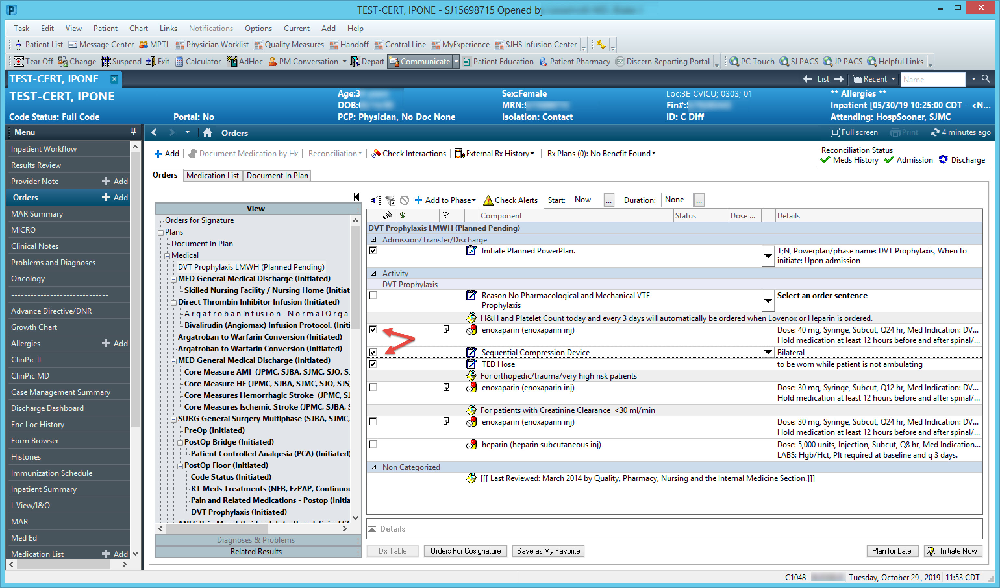 TEST-CERT, IPONE - SJ15698715 Opened by
Task Edit View Patient Chart Links Notifications Options Current Add Help
Patient List Message Center MPTL Physician Worklist Quality Measures Handoff Central Line MyExperience SJHS Infusion Center
Tear Off Change Suspend Exit Calculator AdHoc PM Conversation Depart Communicate Patient Education Patient Pharmacy Discern Reporting Portal PC Touch SJ PACS JP PACS Helpful Links
TEST-CERT, IPONE List Recent Name
TEST-CERT, IPONE Age:3 Sex:Female Loc:3E CVICU; 0303; 01 ** Allergies **
DOB: MRN: Fin#: Inpatient [05/30/19 10:25:00 CDT - <N...
Code Status: Full Code Portal: No PCP: Physician, No Doc None Isolation: Contact ID: C Diff Attending: HospSooner, SJMC
Menu
Inpatient Workflow
Results Review
Provider Note Add
Orders Add
MAR Summary
MICRO
Clinical Notes
Problems and Diagnoses
Oncology
------------------------------
Advance Directive/DNR
Growth Chart
Allergies Add
ClinPic II
ClinPic MD
Case Management Summary
Discharge Dashboard
Enc Loc History
Form Browser
Histories
Immunization Schedule
Inpatient Summary
I-View/I&O
MAR
Med Ed
Medication List Add
Orders Full screen Print 4 minutes ago
Add Document Medication by Hx Reconciliation Check Interactions External Rx History Rx Plans (0): No Benefit Found
Reconciliation Status
Meds History Admission Discharge
Orders Medication List Document In Plan
View
Orders for Signature
Plans
Document In Plan
Medical
DVT Prophylaxis LMWH (Planned Pending)
MED General Medical Discharge (Initiated)
Skilled Nursing Facility / Nursing Home (Initiat
Direct Thrombin Inhibitor Infusion (Initiated)
Argatroban Infusion - Normal Orga
Bivalirudin (Angiomax) Infusion Protocol. (Initi
Argatroban to Warfarin Conversion (Initiated)
Argatroban to Warfarin Conversion (Initiated)
MED General Medical Discharge (Initiated)
Core Measure AMI (JPMC, SJBA, SJMC, SJO, S.
Core Measure HF (JPMC, SJBA, SJMC, SJO, SJS
Core Measures Hemorrhagic Stroke (JPMC, SJ
Core Measures Ischemic Stroke (JPMC, SJBA, S
SURG General Surgery Multiphase (SJBA, SJMC,
PreOp (Initiated)
PostOp Bridge (Initiated)
Patient Controlled Analgesia (PCA) (Initiated)
PostOp Floor (Initiated)
Code Status (Initiated)
RT Meds Treatments (NEB, EzPAP, Continuou
Pain and Related Medications - Postop (Initia
DVT Prophylaxis (Initiated)
Diagnoses & Problems
Related Results
Add to Phase Check Alerts Start: Now ... Duration: None ...
$ Component Status Dose ... Details
DVT Prophylaxis LMWH (Planned Pending)
Admission/Transfer/Discharge
Initiate Planned PowerPlan. T;N, Powerplan/phase name: DVT Prophylaxis, When to
initiate: Upon admission
Activity
DVT Prophylaxis
Reason No Pharmacological and Mechanical VTE Select an order sentence
Prophylaxis
H&H and Platelet Count today and every 3 days will automatically be ordered when Lovenox or Heparin is ordered.
enoxaparin (enoxaparin inj) Dose: 40 mg, Syringe, Subcut, Q24 hr, Med Indication: DV...
Hold medication at least 12 hours before and after spinal/...
Sequential Compression Device Bilateral
TED Hose to be worn while patient is not ambulating
For orthopedic/trauma/very high risk patients
enoxaparin (enoxaparin inj) Dose: 30 mg, Syringe, Subcut, Q12 hr, Med Indication: DV...
Hold medication at least 12 hours before and after spinal/...
For patients with Creatinine Clearance <30 ml/min
enoxaparin (enoxaparin inj) Dose: 30 mg, Syringe, Subcut, Q24 hr, Med Indication: DV...
Hold medication at least 12 hours before and after spinal/...
heparin (heparin subcutaneous inj) Dose: 5,000 units, Injection, Subcut, Q8 hr, Med Indication...
LABS: Hgb/Hct, Plt required at baseline and q 3 days.
Non Categorized
[[[ Last Reviewed: March 2014 by Quality, Pharmacy, Nursing and the Internal Medicine Section.]]]
Details
Dx Table Orders For Cosignature Save as My Favorite Plan for Later Initiate Now
C1048 Tuesday, October 29, 2019 11:53 CDT